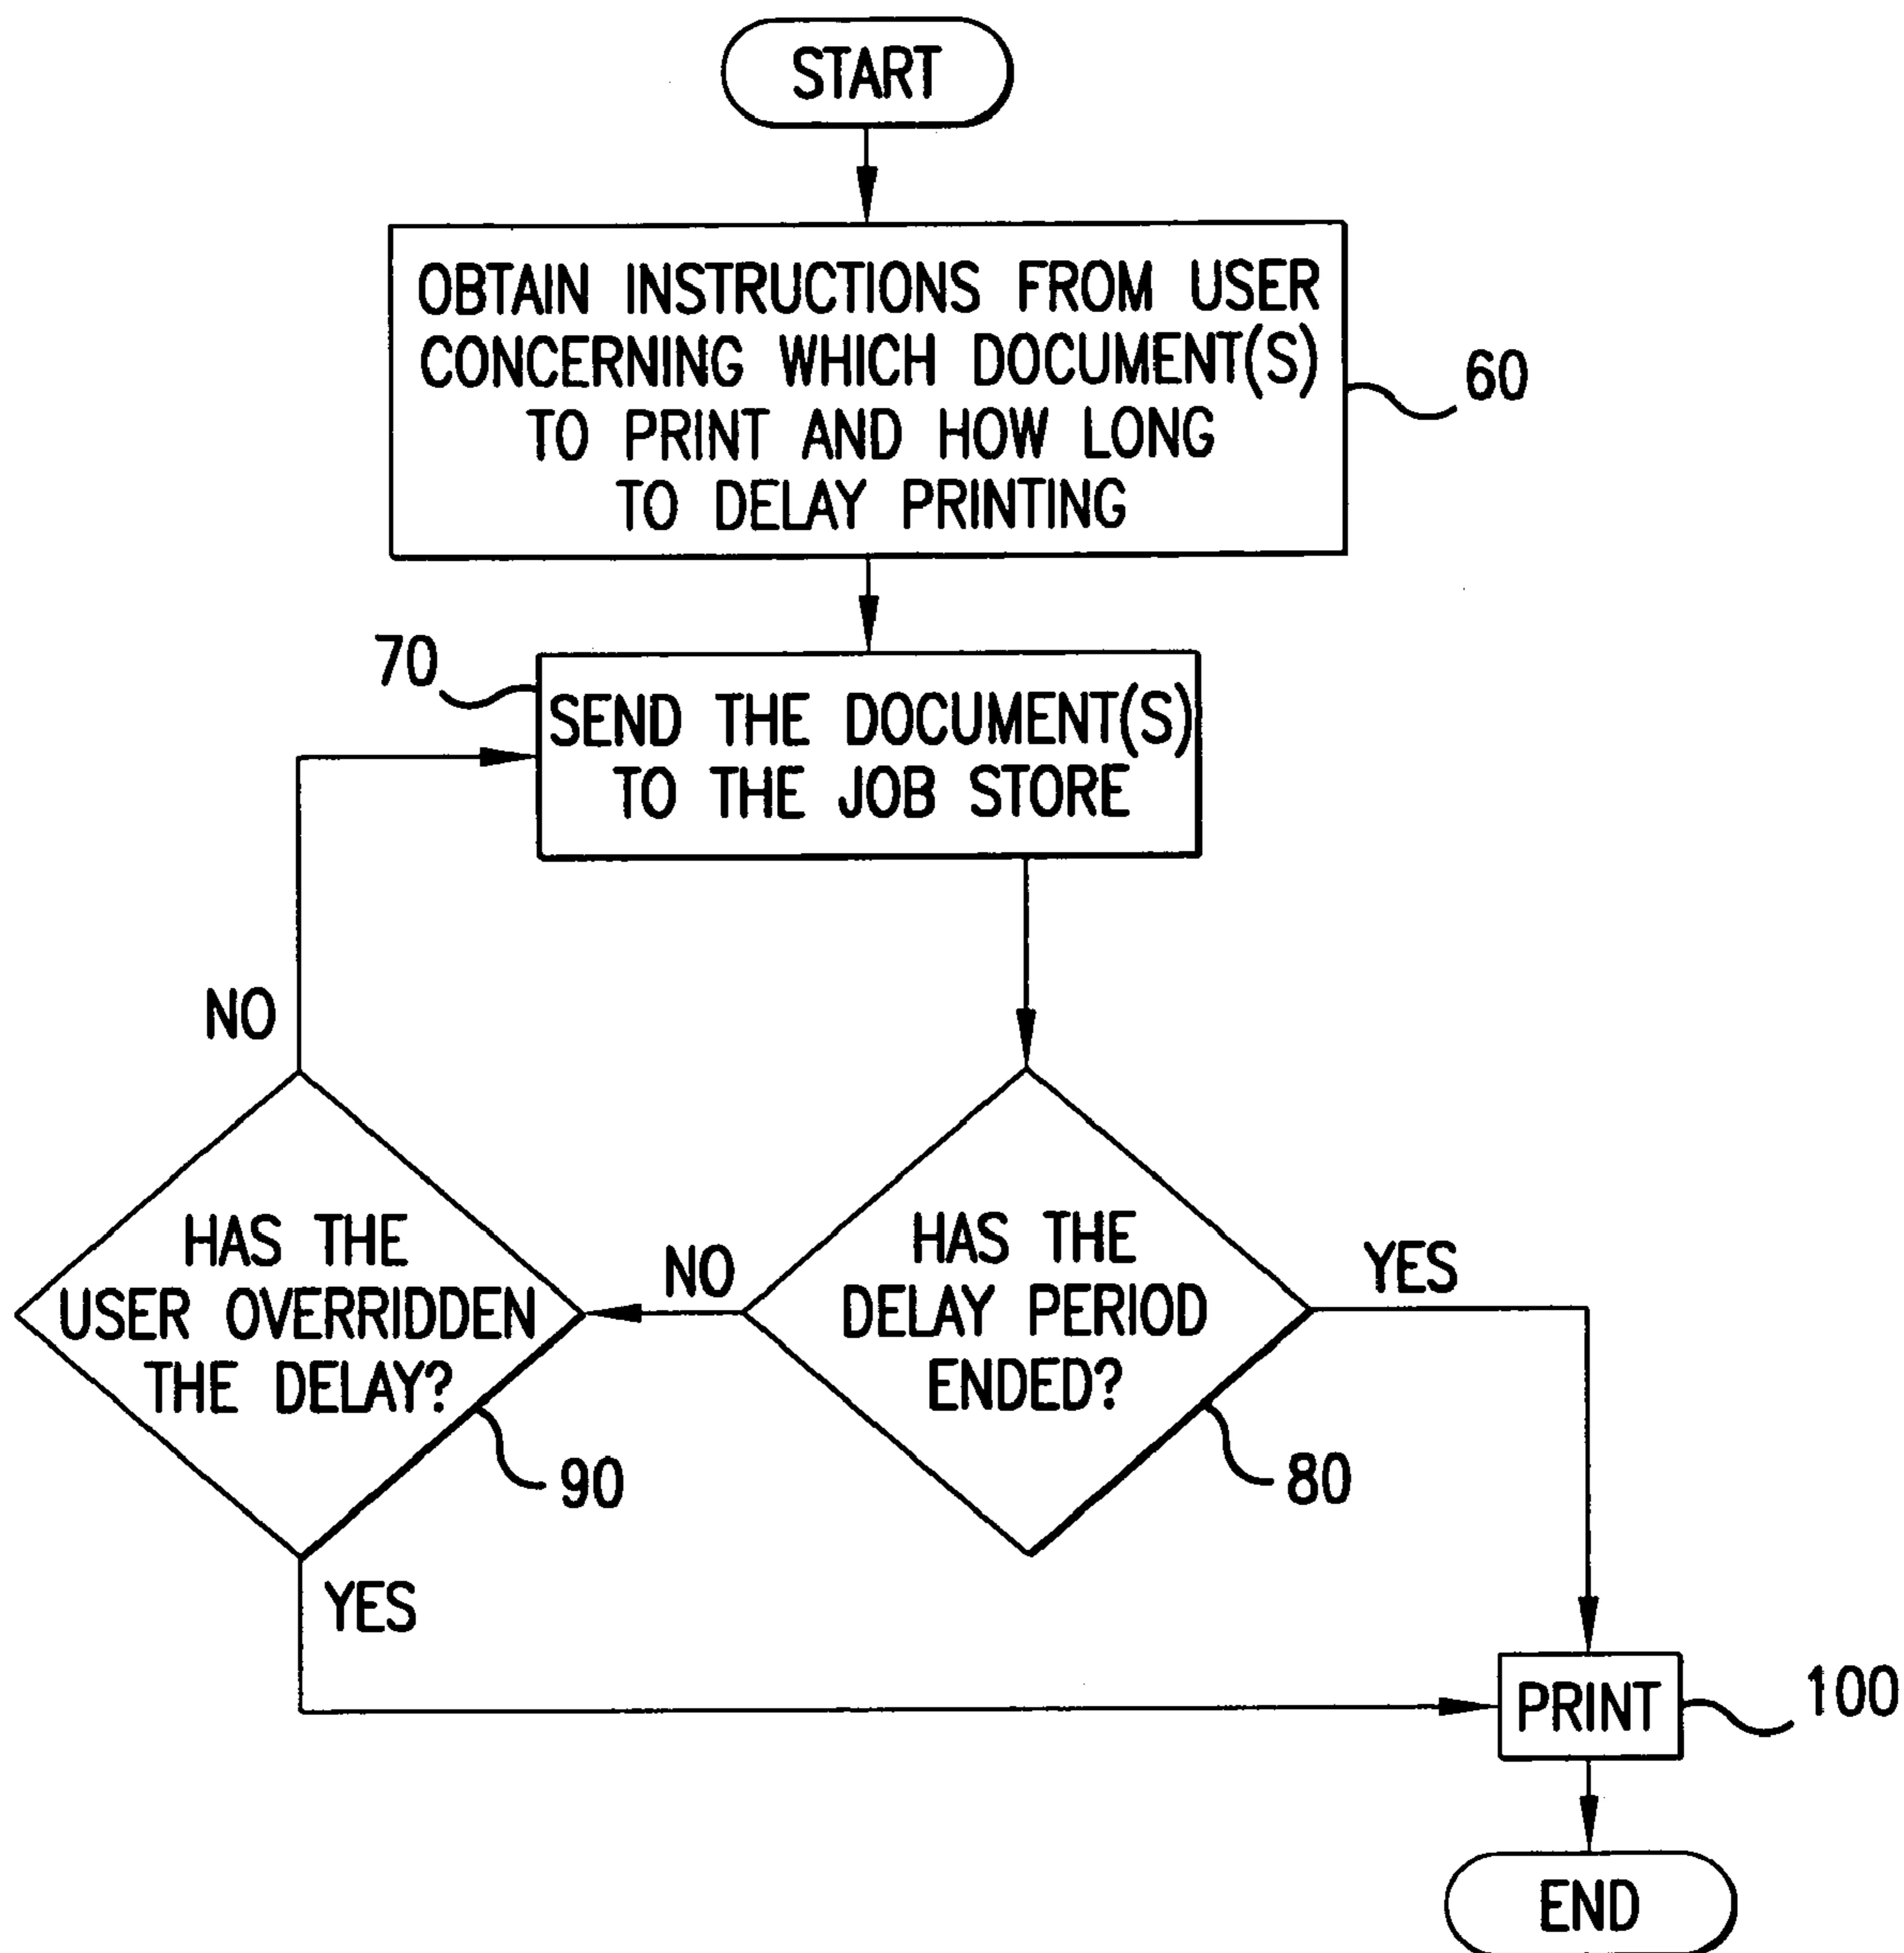 START
OBTAIN INSTRUCTIONS FROM USER
CONCERNING WHICH DOCUMENT(S)
TO PRINT AND HOW LONG
TO DELAY PRINTING
60
70
SEND THE DOCUMENT(S)
TO THE JOB STORE
NO
HAS THE
USER OVERRIDDEN
THE DELAY?
90
NO
HAS THE
DELAY PERIOD
ENDED?
80
YES
YES
PRINT
100
END